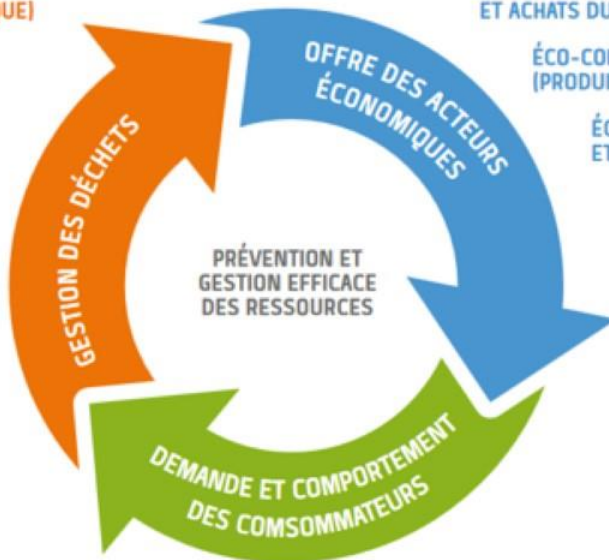 UE)
ET ACHATS DU
ÉCO-CO
(PRODUI
ÉC
ET
OFFRE DES ACTEURS
ÉCONOMIQUES
GESTION DES DÉCHETS
PRÉVENTION ET
GESTION EFFICACE
DES RESSOURCES
DEMANDE ET COMPORTEMENT
DES COMSOMMATEURS